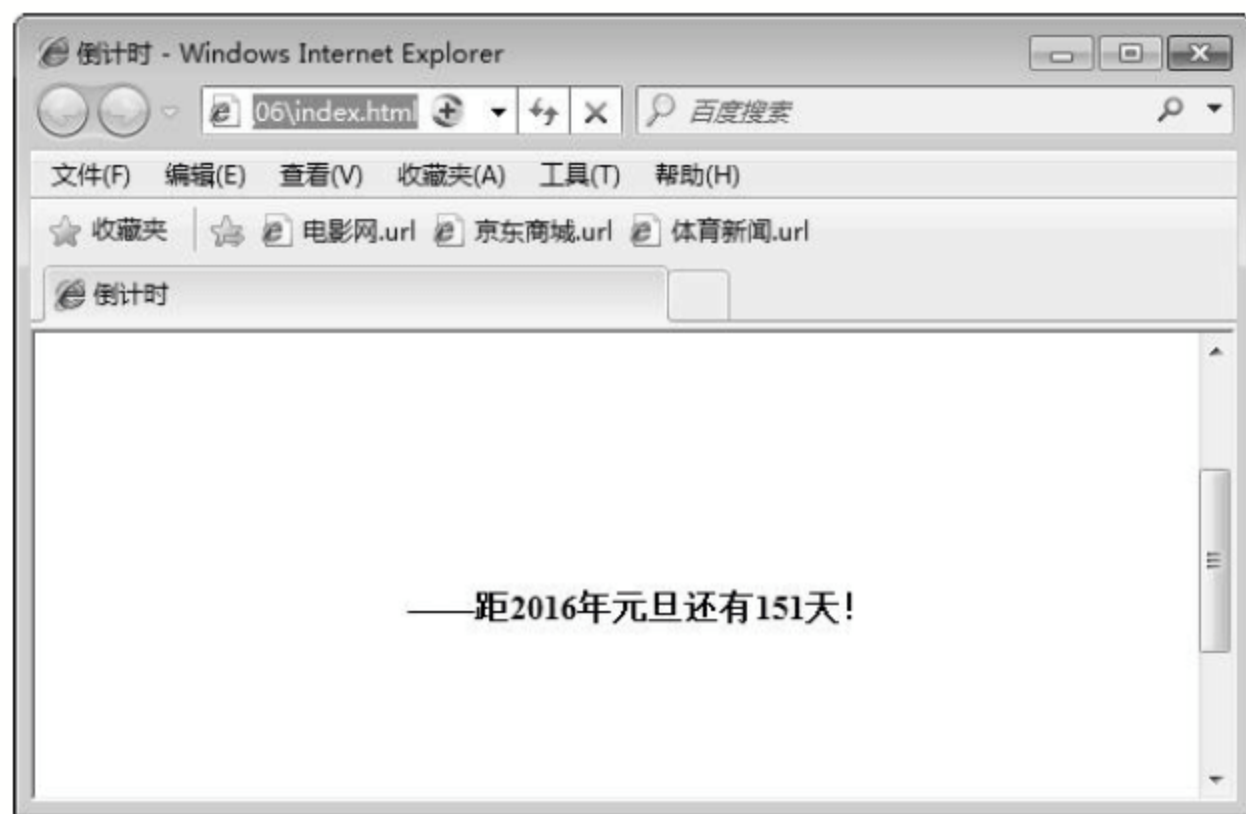 倒计时 - Windows Internet Explorer
06\index.html 百度搜索
文件(F) 编辑(E) 查看(V) 收藏夹(A) 工具(T) 帮助(H)
收藏夹 电影网.url 京东商城.url 体育新闻.url
倒计时
——距2016年元旦还有151天!